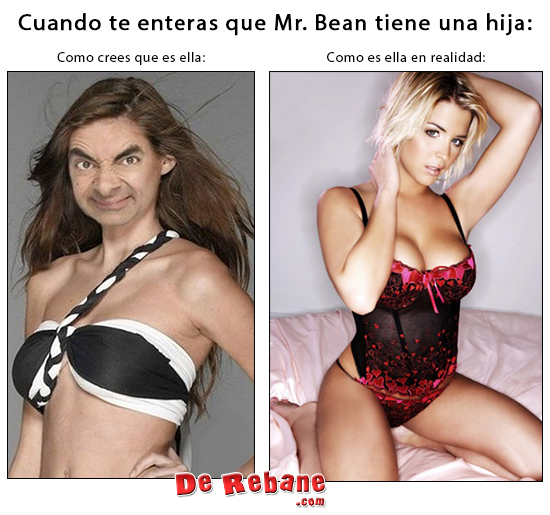 Cuando te enteras que Mr. Bean tiene una hija:
Como crees que es ella:
Como es ella en realidad:
De Rebane
.com